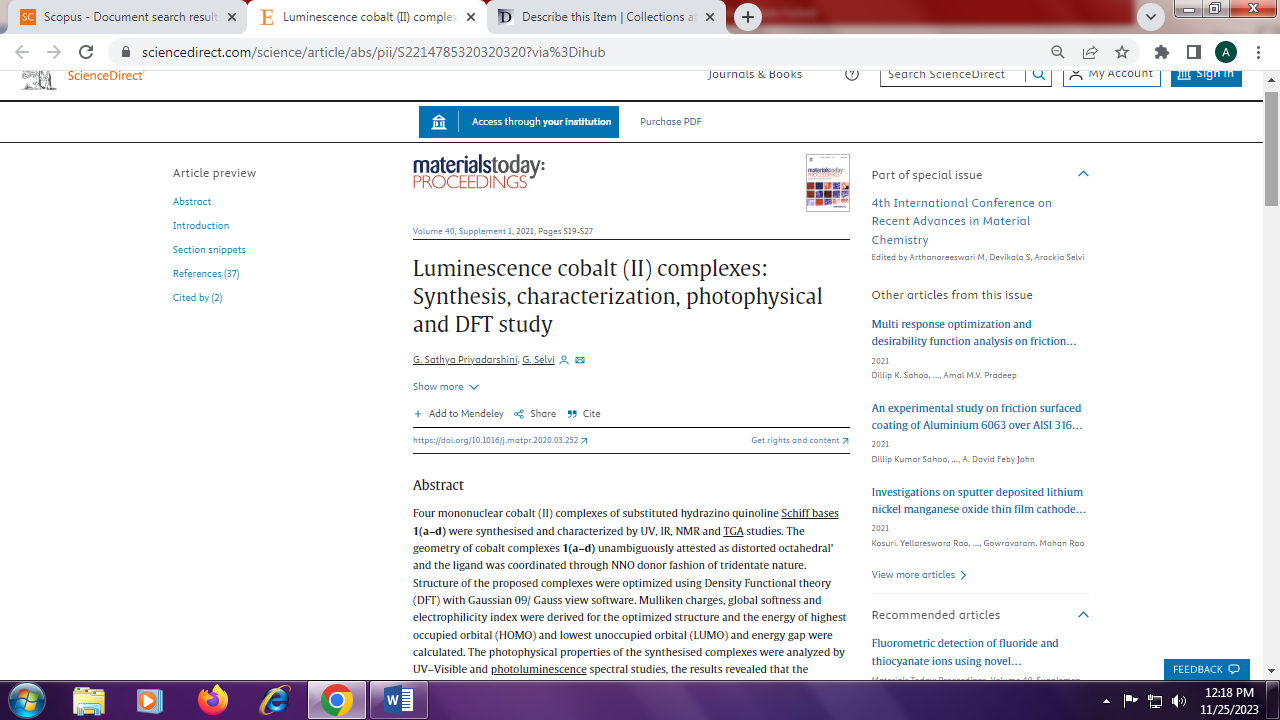 Scopus - Document search result
Luminescence cobalt (II) complex
Describe this Item | Collections at
sciencedirect.com/science/article/abs/pii/S2214785320320320?via%3Dihub
A
ScienceDirect
Journals & Books
Search ScienceDirect
My Account
Sign in
Access through your institution
Purchase PDF
Article preview
Abstract
Introduction
Section snippets
References (37)
Cited by (2)
materialstoday:
PROCEEDINGS
Volume 40, Supplement 1, 2021, Pages S19-S27
Luminescence cobalt (II) complexes:
Synthesis, characterization, photophysical
and DFT study
G. Sathya Priyadarshini, G. Selvi
Show more
Add to Mendeley
Share
Cite
https://doi.org/10.1016/j.matpr.2020.03.252
Get rights and content
Abstract
Four mononuclear cobalt (II) complexes of substituted hydrazino quinoline Schiff bases
1(a–d) were synthesised and characterized by UV, IR, NMR and TGA studies. The
geometry of cobalt complexes 1(a–d) unambiguously attested as distorted octahedral’
and the ligand was coordinated through NNO donor fashion of tridentate nature.
Structure of the proposed complexes were optimized using Density Functional theory
(DFT) with Gaussian 09/ Gauss view software. Mulliken charges, global softness and
electrophilicity index were derived for the optimized structure and the energy of highest
occupied orbital (HOMO) and lowest unoccupied orbital (LUMO) and energy gap were
calculated. The photophysical properties of the synthesised complexes were analyzed by
UV–Visible and photoluminescence spectral studies, the results revealed that the
Part of special issue
4th International Conference on
Recent Advances in Material
Chemistry
Edited by Arthanareeswari M, Devikala S, Arockia Selvi
Other articles from this issue
Multi response optimization and
desirability function analysis on friction…
2021
Dillip K. Sahoo, …, Amal M.V. Pradeep
An experimental study on friction surfaced
coating of Aluminium 6063 over AISI 316…
2021
Dillip Kumar Sahoo, …, A. David Feby John
Investigations on sputter deposited lithium
nickel manganese oxide thin film cathode…
2021
Kosuri. Yellareswara Rao, …, Gowravaram. Mohan Rao
View more articles
Recommended articles
Fluorometric detection of fluoride and
thiocyanate ions using novel…
Materials Today: Proceedings, Volume 40, Supplemen
FEEDBACK
12:18 PM
11/25/2023